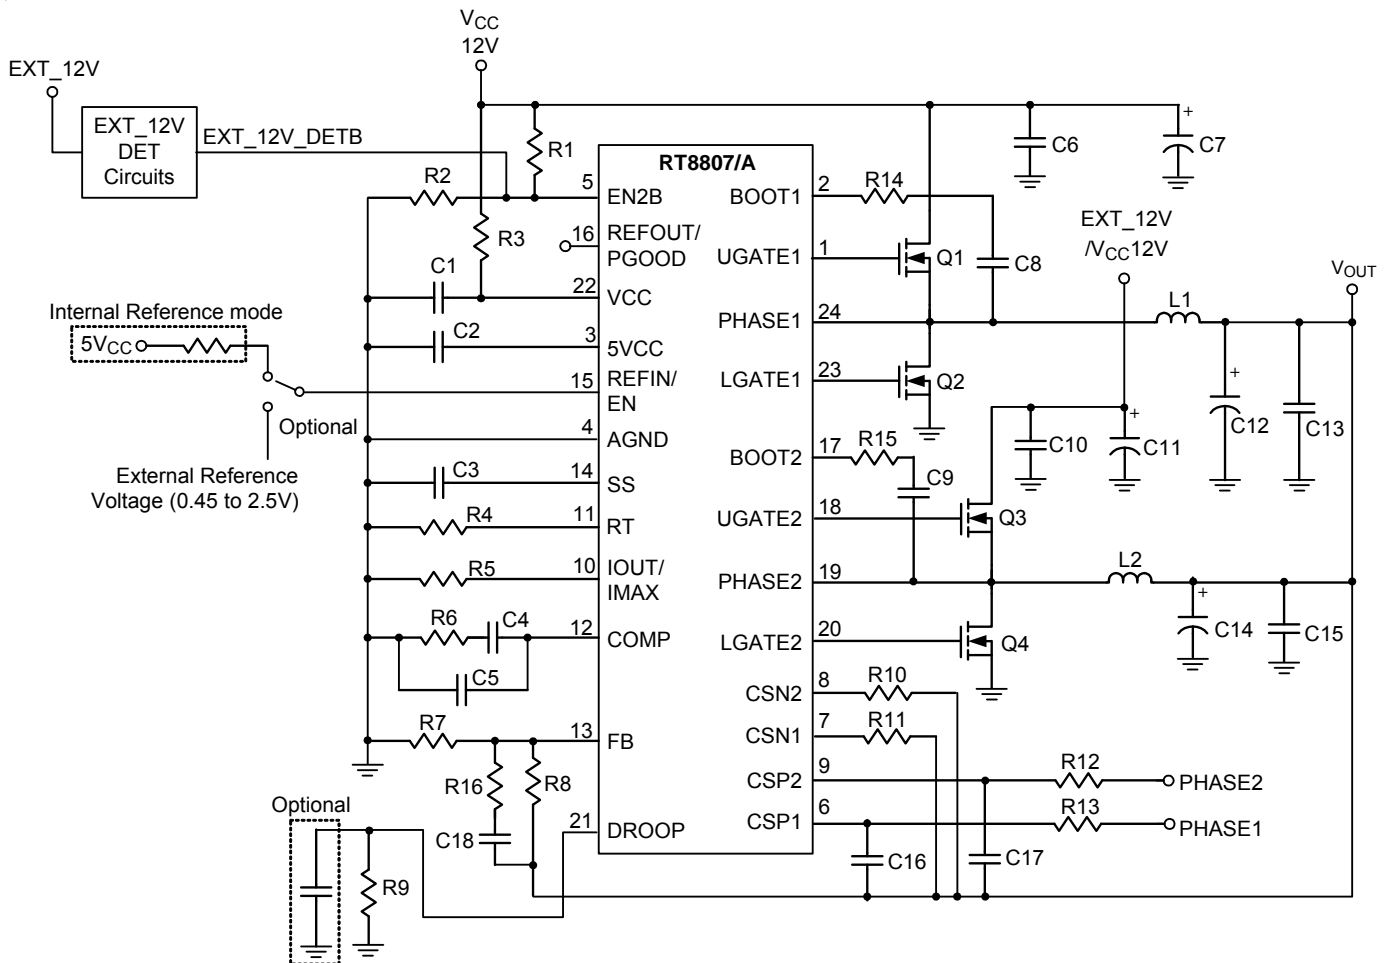 VCC
12V
EXT_12V
EXT_12V
DET
Circuits
EXT_12V_DETB
R1
R2
R3
C1
C2
Internal Reference mode
5VCC
Optional
External Reference
Voltage (0.45 to 2.5V)
C3
R4
R5
R6
C4
C5
R7
R16
R8
C18
Optional
R9
RT8807/A
5
EN2B
16
REFOUT/
PGOOD
22
VCC
3
5VCC
15
REFIN/
EN
4
AGND
14
SS
11
RT
10
IOUT/
IMAX
12
COMP
13
FB
21
DROOP
BOOT1
2
UGATE1
1
PHASE1
24
LGATE1
23
BOOT2
17
UGATE2
18
PHASE2
19
LGATE2
20
CSN2
8
CSN1
7
CSP2
9
CSP1
6
R14
Q1
C8
Q2
R15
C9
Q3
Q4
C6
+
C7
EXT_12V
/VCC12V
C10
+
C11
L1
VOUT
+
C12
C13
L2
+
C14
C15
R10
R11
R12
PHASE2
R13
PHASE1
C16
C17